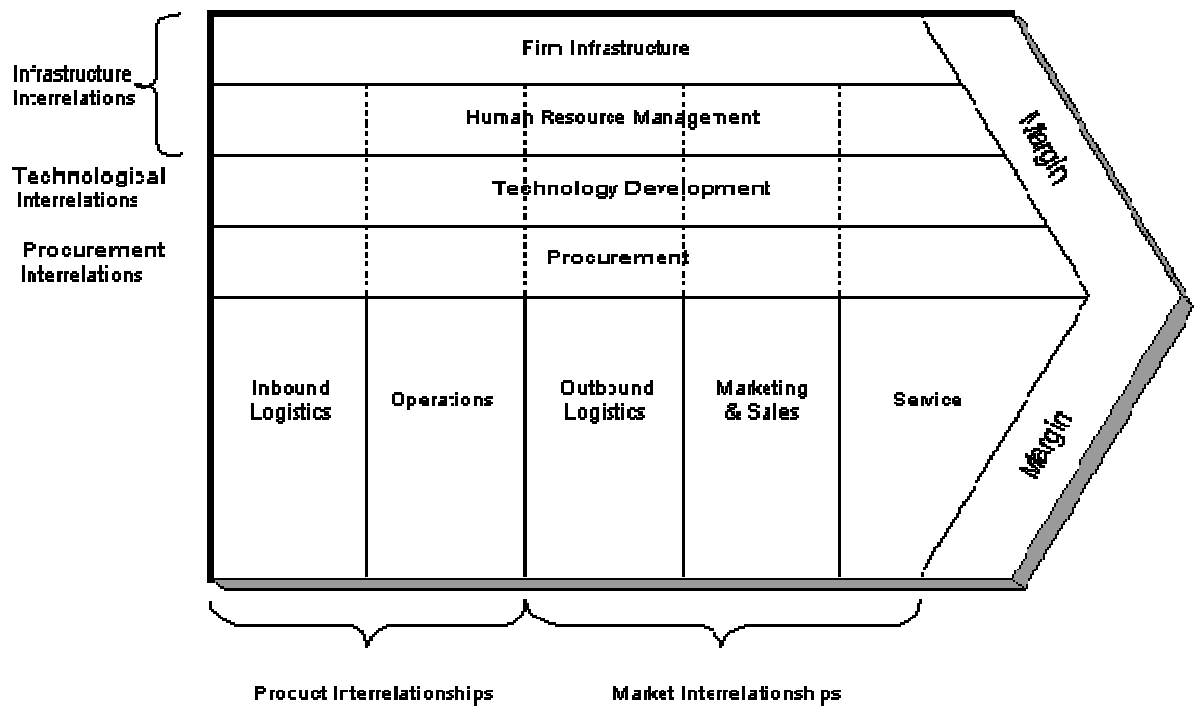 Firm Infrastructure
Infrastructure
Interrelations
Human Resource Management
Margin
Technological
Interrelations
Technology Development
Procurement
Interrelations
Procurement
Inbound
Logistics
Operations
Outbound
Logistics
Marketing
& Sales
Service
Margin
Product Interrelationships
Market Interrelationships